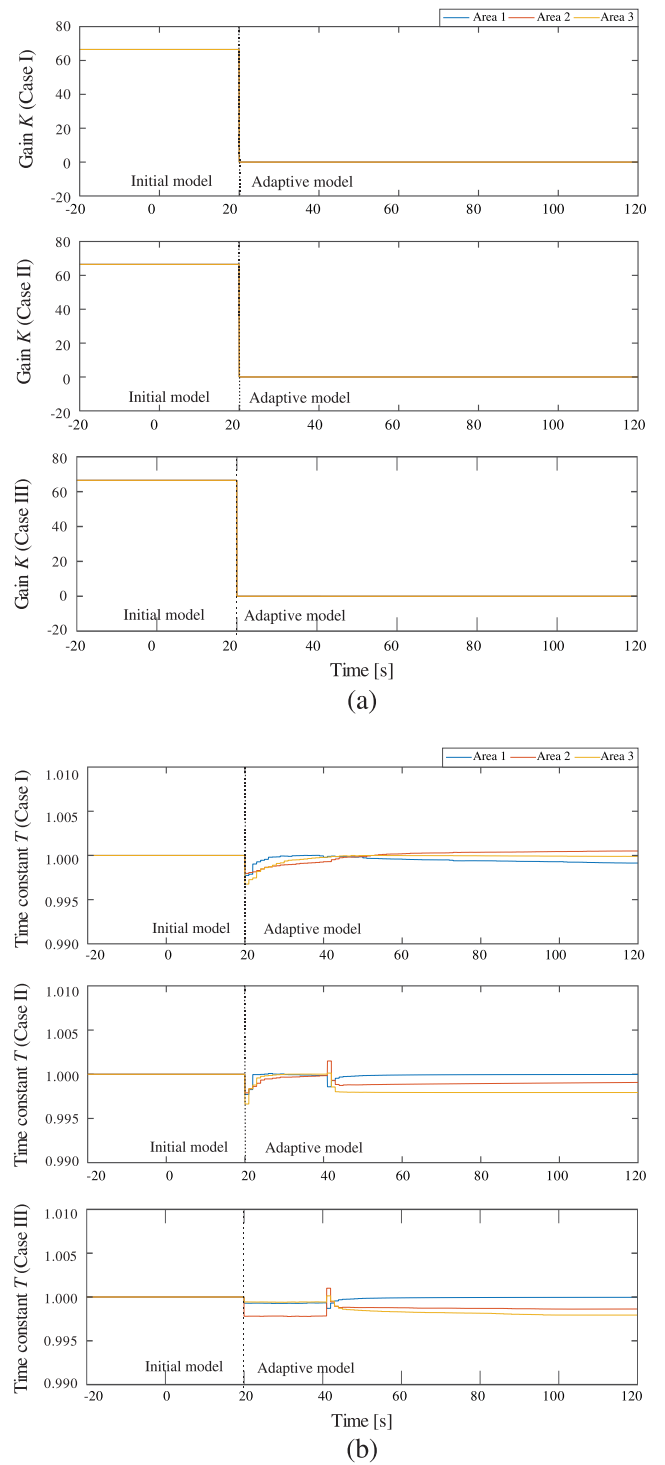 Area 1 Area 2 Area 3
80
60
40
20
0
-20
Gain K (Case I)
Initial model Adaptive model
-20 0 20 40 60 80 100 120
80
60
40
20
0
-20
Gain K (Case II)
Initial model Adaptive model
-20 0 20 40 60 80 100 120
80
60
40
20
0
-20
Gain K (Case III)
Initial model Adaptive model
-20 0 20 40 60 80 100 120
Time [s]
(a)
Area 1 Area 2 Area 3
1.010
1.005
1.000
0.995
0.990
Time constant T (Case I)
Initial model Adaptive model
-20 0 20 40 60 80 100 120
1.010
1.005
1.000
0.995
0.990
Time constant T (Case II)
Initial model Adaptive model
-20 0 20 40 60 80 100 120
1.010
1.005
1.000
0.995
0.990
Time constant T (Case III)
Initial model Adaptive model
-20 0 20 40 60 80 100 120
Time [s]
(b)